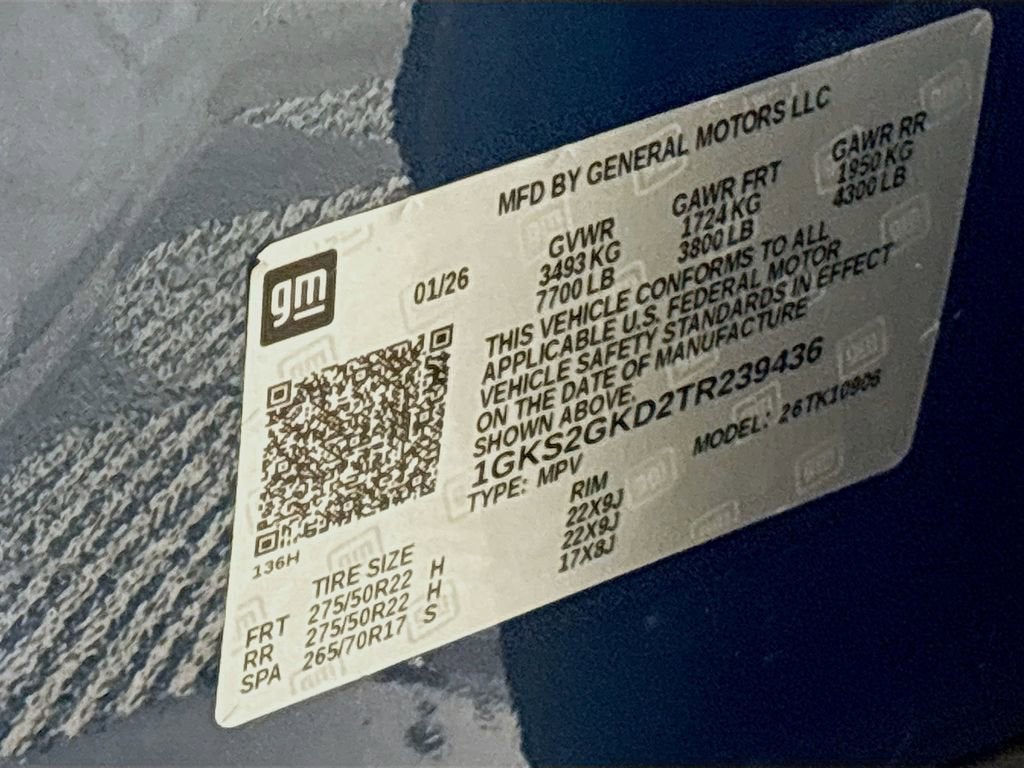 MFD BY GENERAL MOTORS LLC
gm
01/26
GVWR GAWR FRT GAWR RR
3493 KG 1724 KG 1950 KG
7700 LB 3800 LB 4300 LB
THIS VEHICLE CONFORMS TO ALL
APPLICABLE U.S. FEDERAL MOTOR
VEHICLE SAFETY STANDARDS IN EFFECT
ON THE DATE OF MANUFACTURE
SHOWN ABOVE.
1GKS2GKD2TR239436
TYPE: MPV MODEL: 26TK10906
136H
TIRE SIZE RIM
FRT 275/50R22 H 22X9J
RR 275/50R22 H 22X9J
SPA 265/70R17 S 17X8J